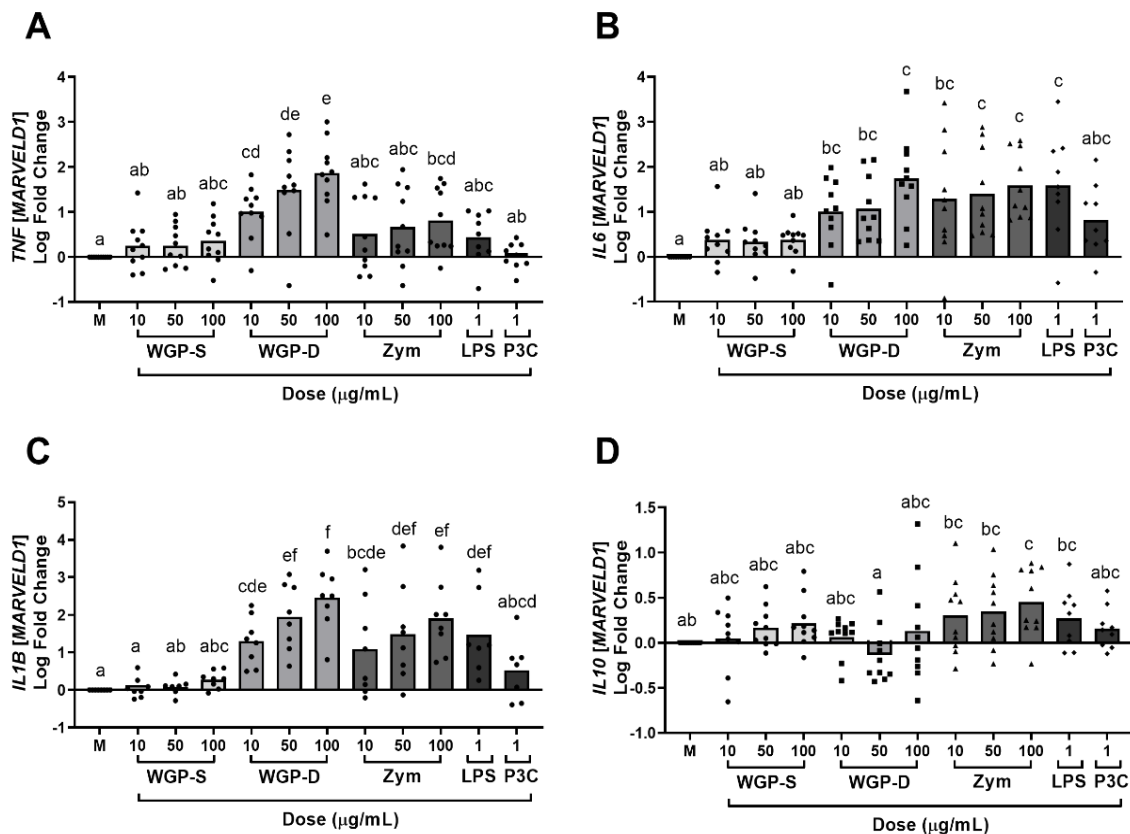 A
TNF [MARVELD1]
Log Fold Change
4
3
2
1
0
-1
a
ab
ab
abc
cd
de
e
abc
abc
bcd
abc
ab
M 10 50 100 10 50 100 10 50 100 1 1
WGP-S WGP-D Zym LPS P3C
Dose (μg/mL)
B
IL6 [MARVELD1]
Log Fold Change
4
3
2
1
0
-1
a
ab
ab
ab
bc
bc
c
bc
c
c
c
abc
M 10 50 100 10 50 100 10 50 100 1 1
WGP-S WGP-D Zym LPS P3C
Dose (μg/mL)
C
IL1B [MARVELD1]
Log Fold Change
5
4
3
2
1
0
-1
a
a
ab
abc
cde
ef
f
bcde
def
ef
def
abcd
M 10 50 100 10 50 100 10 50 100 1 1
WGP-S WGP-D Zym LPS P3C
Dose (μg/mL)
D
IL10 [MARVELD1]
Log Fold Change
1.5
1.0
0.5
0.0
-0.5
-1.0
ab
abc
abc
abc
abc
a
abc
bc
bc
c
bc
abc
M 10 50 100 10 50 100 10 50 100 1 1
WGP-S WGP-D Zym LPS P3C
Dose (μg/mL)